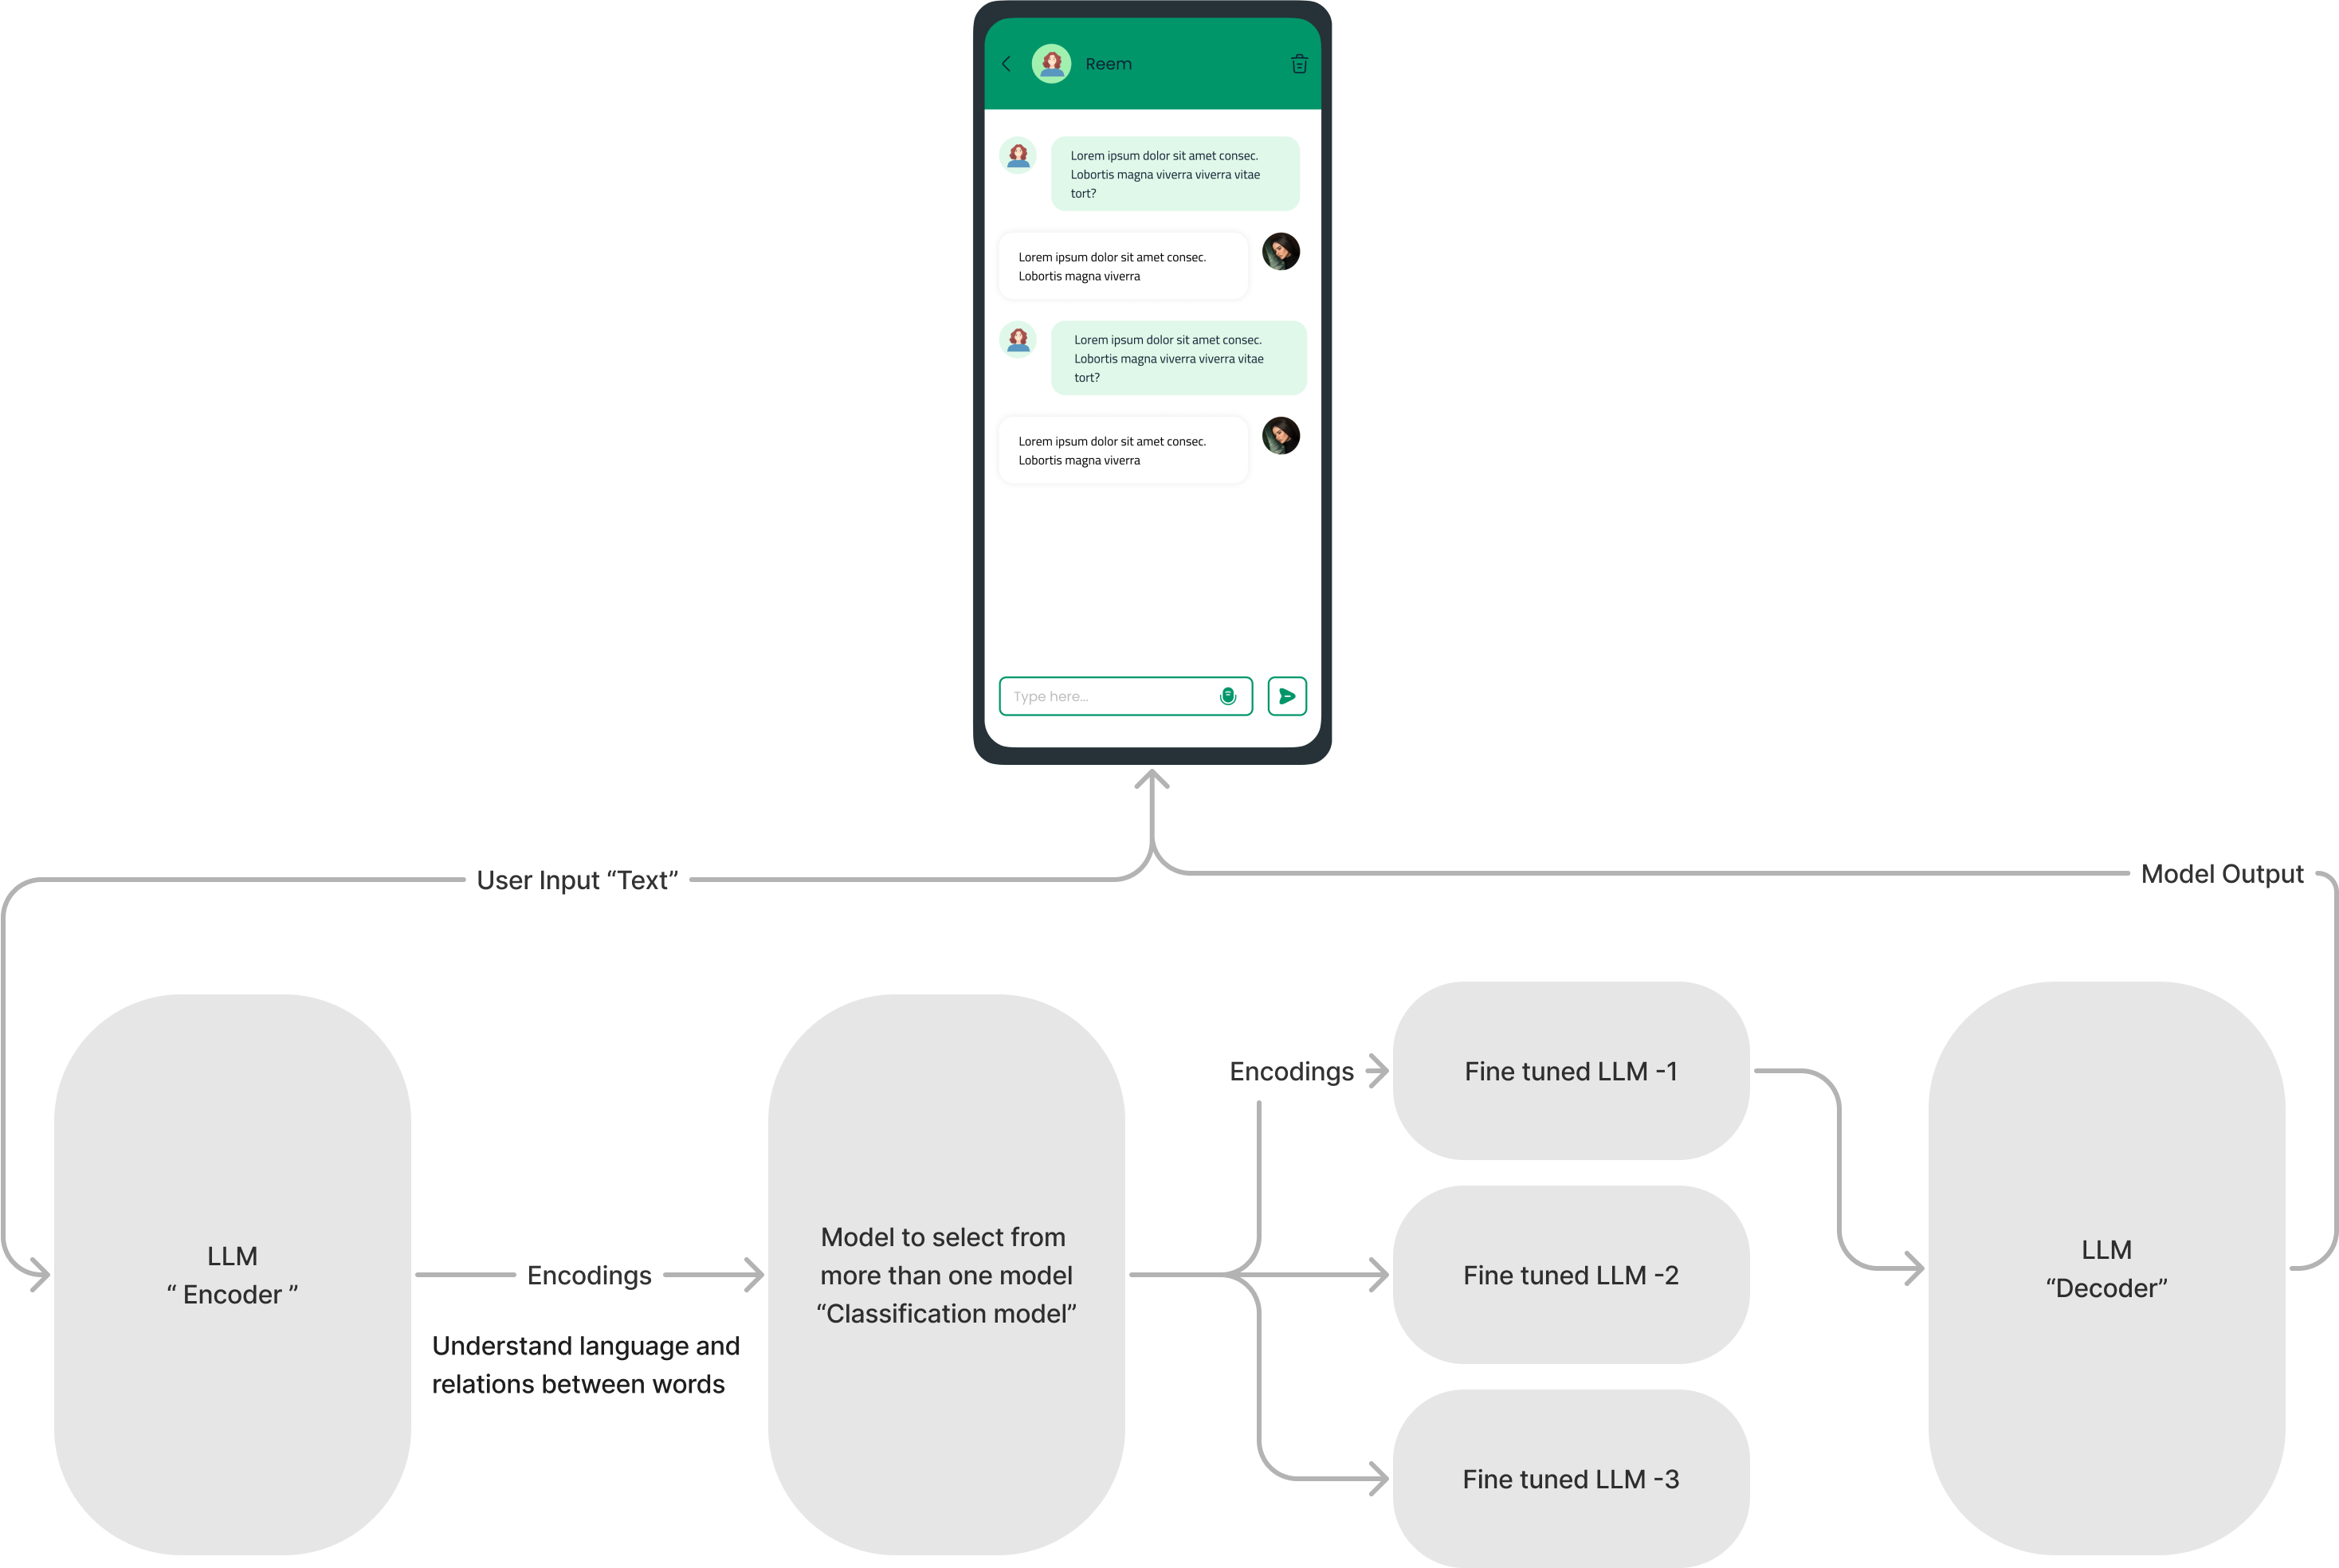 Reem
Lorem ipsum dolor sit amet consec.
Lobortis magna viverra viverra vitae
tort?
Lorem ipsum dolor sit amet consec.
Lobortis magna viverra
Lorem ipsum dolor sit amet consec.
Lobortis magna viverra viverra vitae
tort?
Lorem ipsum dolor sit amet consec.
Lobortis magna viverra
Type here...
User Input “Text”
Model Output
LLM
“ Encoder ”
Encodings
Understand language and
relations between words
Model to select from
more than one model
“Classification model”
Encodings
Fine tuned LLM -1
Fine tuned LLM -2
Fine tuned LLM -3
LLM
“Decoder”